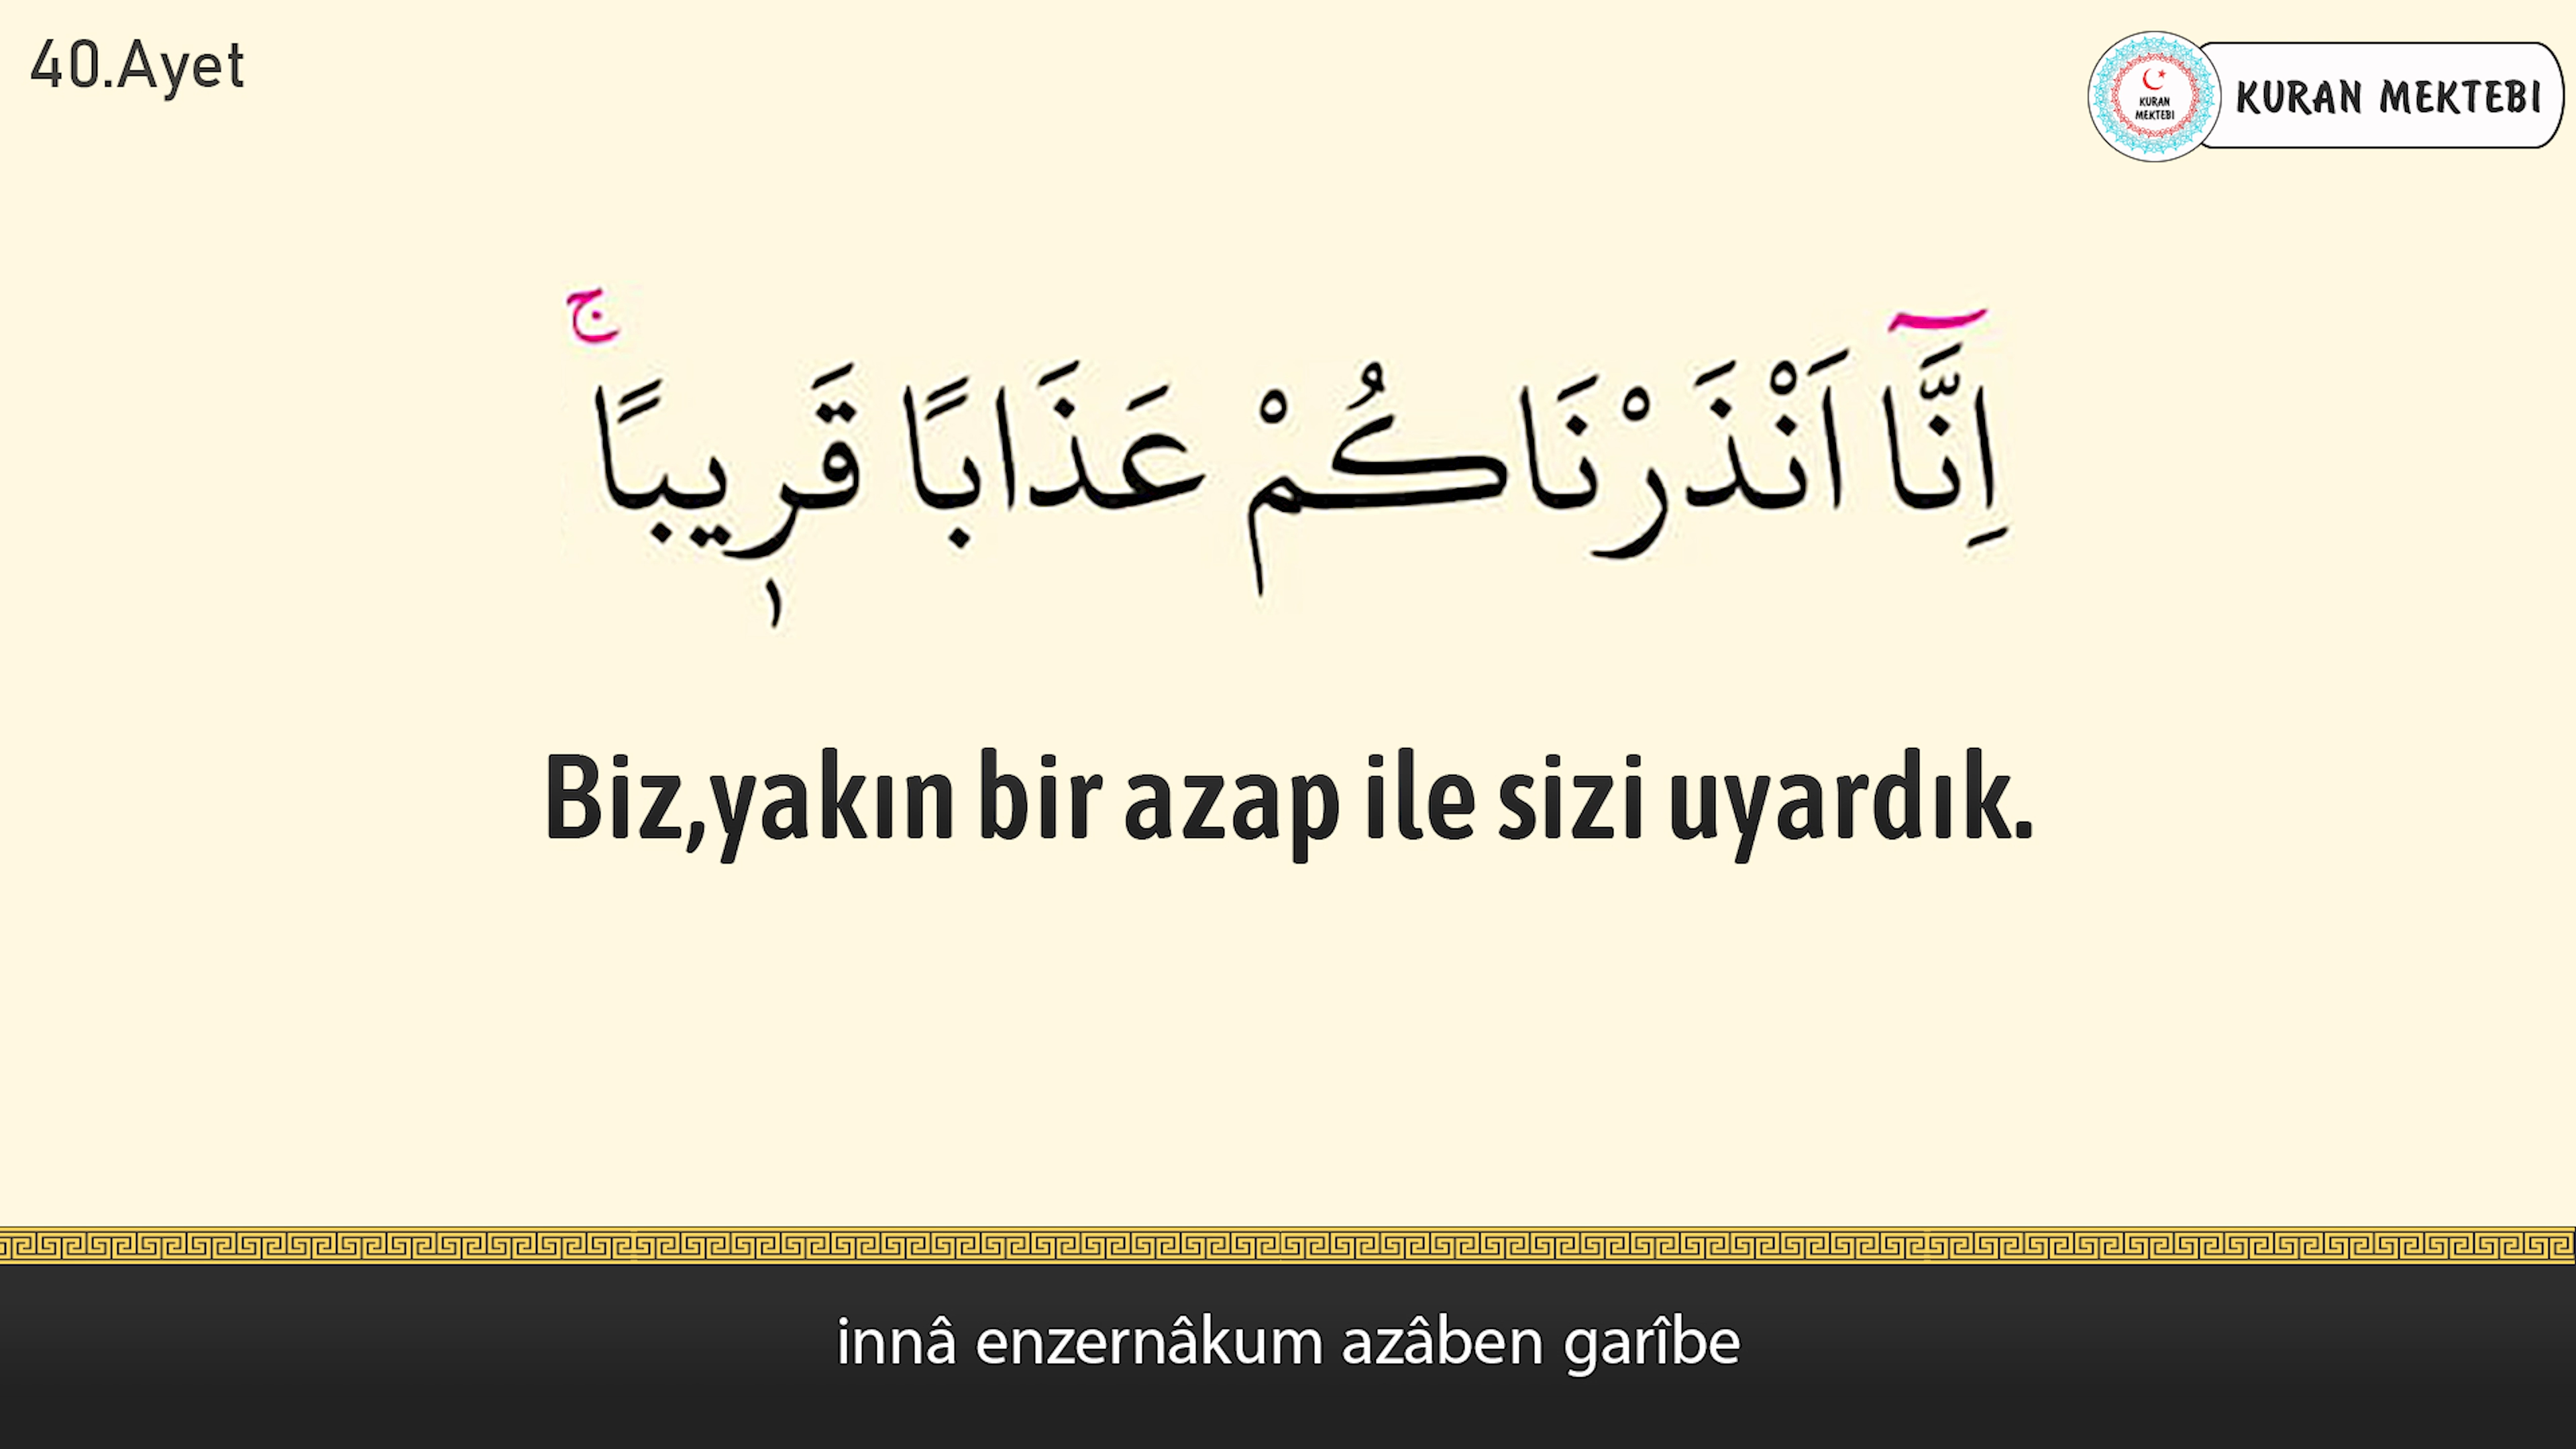 40.Ayet
KURAN
MEKTEBI
KURAN MEKTEBI
اِنَّٓا اَنْذَرْنَاكُمْ عَذَابًا قَرٖيبًاۚ
Biz,yakın bir azap ile sizi uyardık.
innâ enzernâkum azâben garîbe